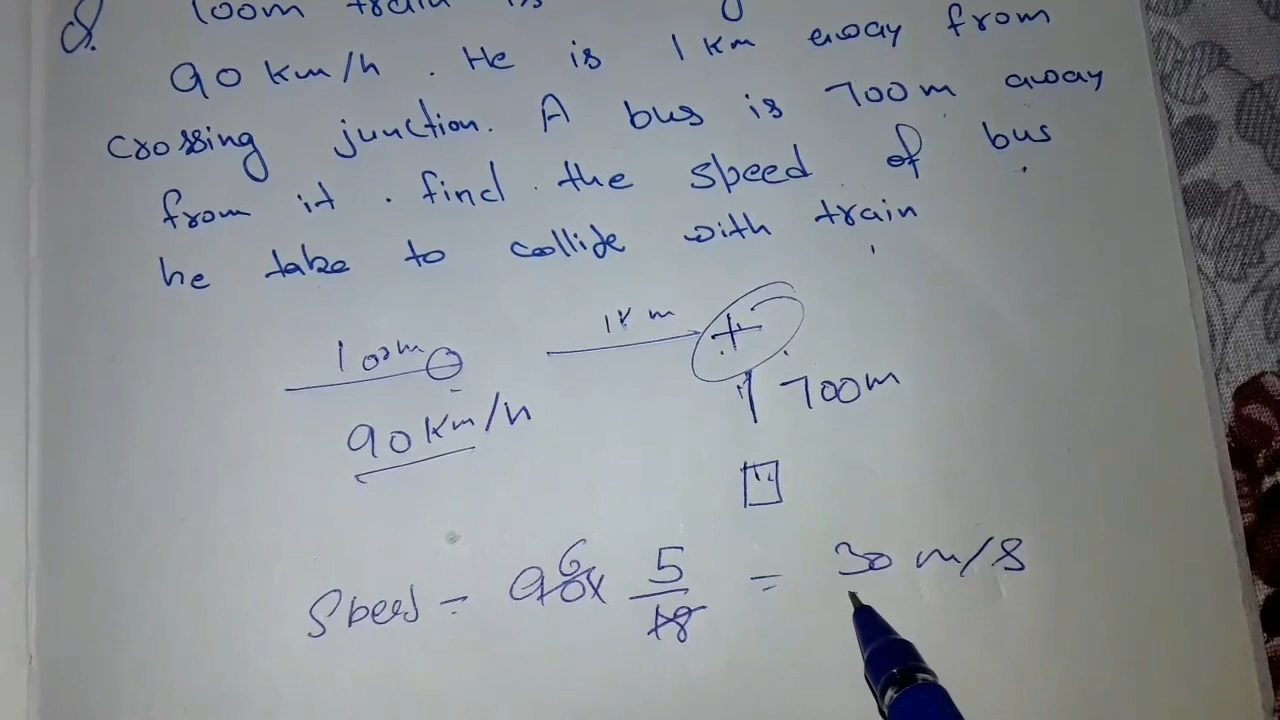 Q. 100m train is
90 km/h . He is 1 km away from
crossing junction. A bus is 700m away
from it . find the speed of bus
he take to collide with train
100m
1km
700m
90 km/h
Speed = 90 6 x 5/18 = 30 m/s